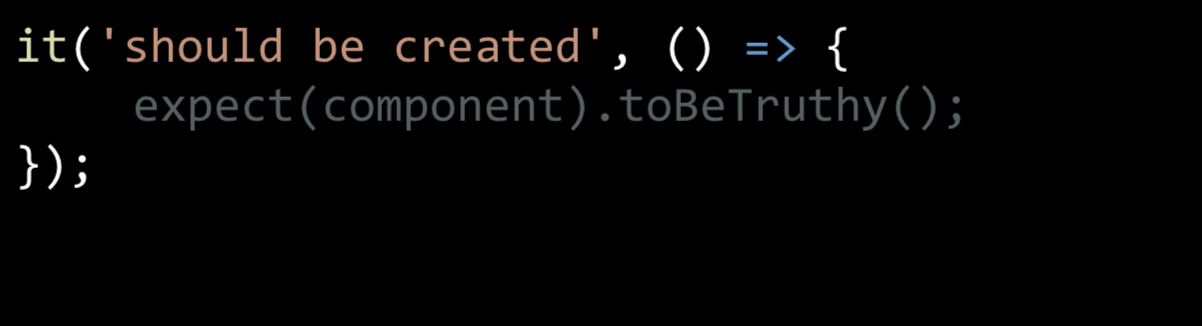 it('should be created', () => {
    expect(component).toBeTruthy();
});